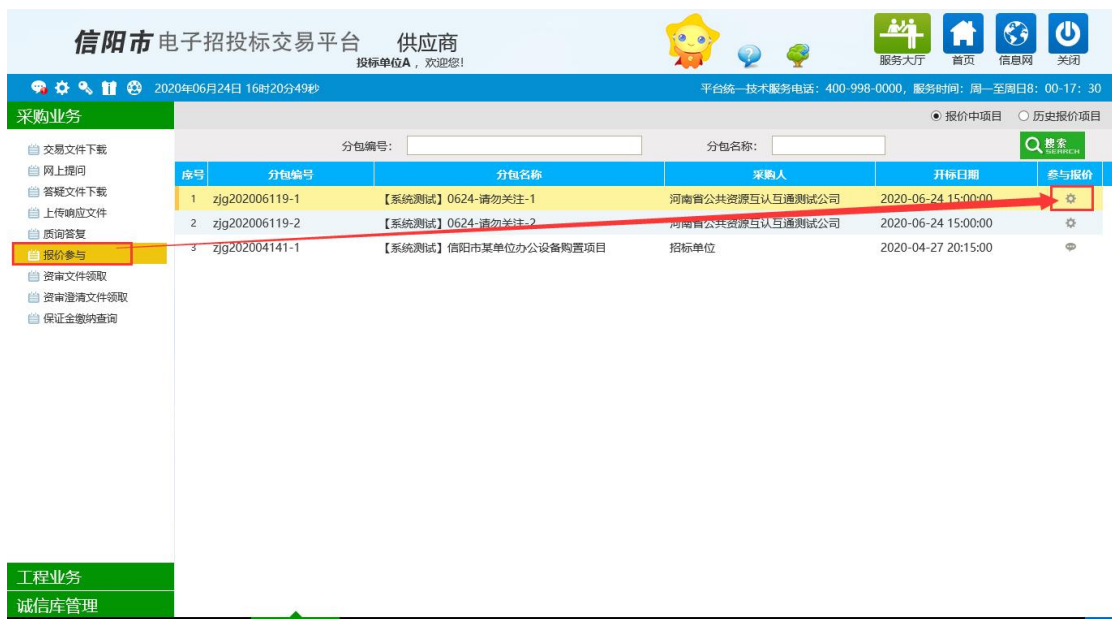 信阳市电子招投标交易平台 供应商
投标单位A，欢迎您！
服务大厅 首页 信息网 关闭
2020年06月24日 16时20分49秒 平台统一技术服务电话：400-998-0000，服务时间：周一至周日8：00-17：30
采购业务
报价中项目 历史报价项目
交易文件下载
网上提问
答疑文件下载
上传响应文件
质询答复
报价参与
资审文件领取
资审澄清文件领取
保证金缴纳查询
分包编号： 分包名称： 搜索 SEARCH
序号 分包编号 分包名称 采购人 开标日期 参与报价
1 zjg202006119-1 【系统测试】0624-请勿关注-1 河南省公共资源互认互通测试公司 2020-06-24 15:00:00
2 zjg202006119-2 【系统测试】0624-请勿关注-2 河南省公共资源互认互通测试公司 2020-06-24 15:00:00
3 zjg202004141-1 【系统测试】信阳市某单位办公设备购置项目 招标单位 2020-04-27 20:15:00
工程业务
诚信库管理